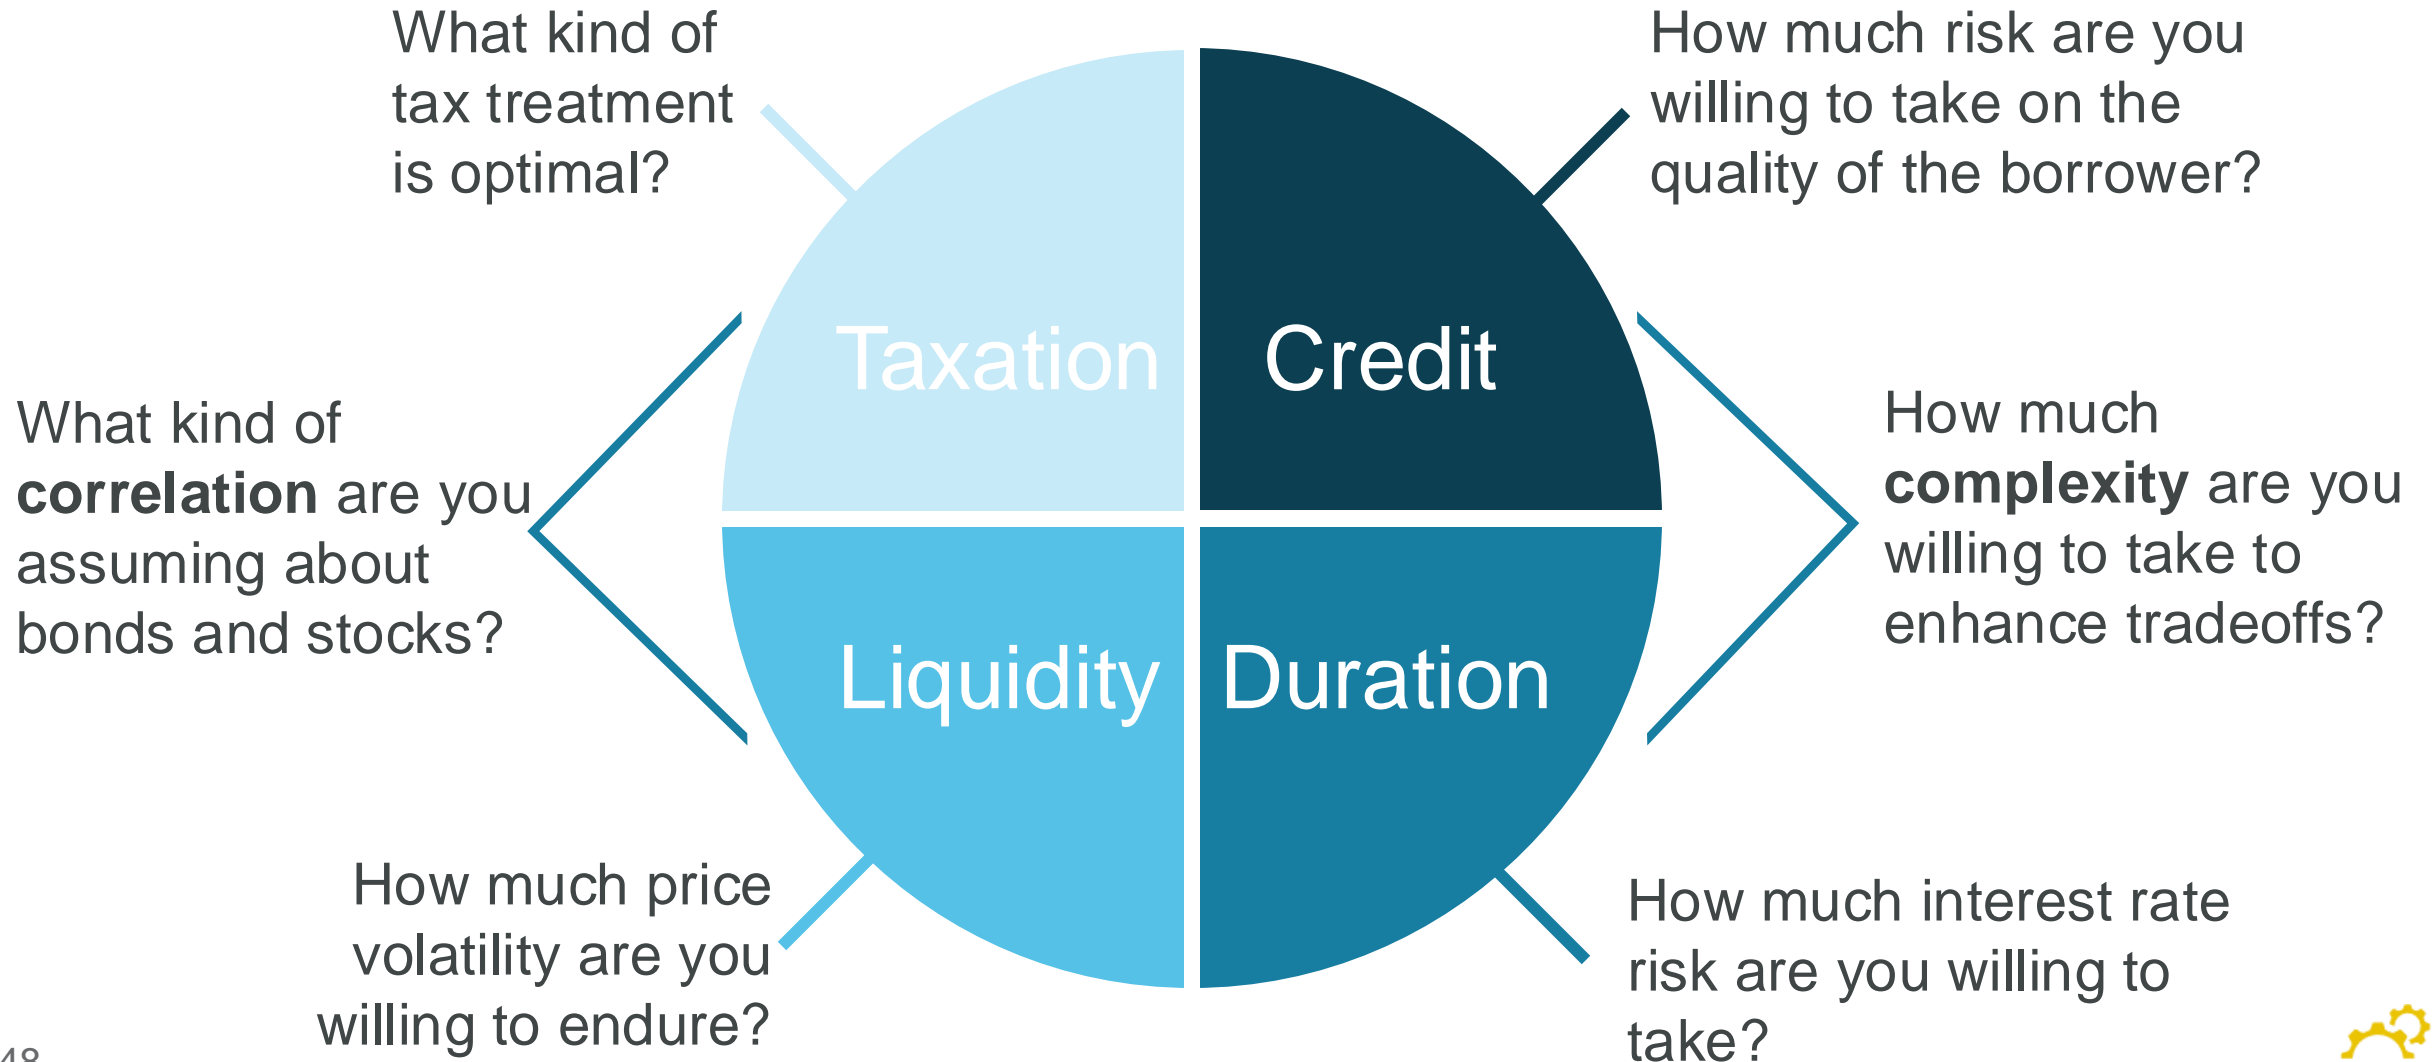 What kind of
tax treatment
is optimal?
How much risk are you
willing to take on the
quality of the borrower?
Taxation
Credit
What kind of
correlation are you
assuming about
bonds and stocks?
How much
complexity are you
willing to take to
enhance tradeoffs?
Liquidity
Duration
How much price
volatility are you
willing to endure?
How much interest rate
risk are you willing to
take?
48